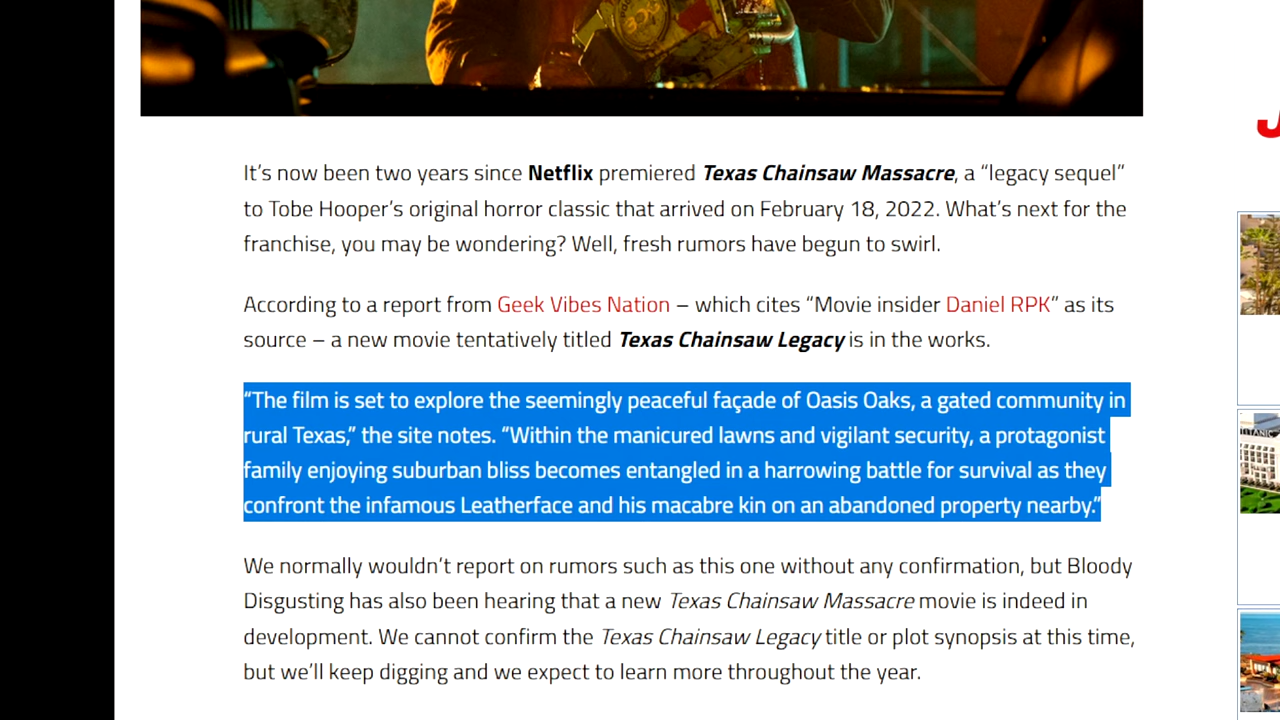 It’s now been two years since Netflix premiered Texas Chainsaw Massacre, a “legacy sequel”
to Tobe Hooper’s original horror classic that arrived on February 18, 2022. What’s next for the
franchise, you may be wondering? Well, fresh rumors have begun to swirl.
According to a report from Geek Vibes Nation – which cites “Movie insider Daniel RPK” as its
source – a new movie tentatively titled Texas Chainsaw Legacy is in the works.
“The film is set to explore the seemingly peaceful façade of Oasis Oaks, a gated community in
rural Texas,” the site notes. “Within the manicured lawns and vigilant security, a protagonist
family enjoying suburban bliss becomes entangled in a harrowing battle for survival as they
confront the infamous Leatherface and his macabre kin on an abandoned property nearby.”
We normally wouldn’t report on rumors such as this one without any confirmation, but Bloody
Disgusting has also been hearing that a new Texas Chainsaw Massacre movie is indeed in
development. We cannot confirm the Texas Chainsaw Legacy title or plot synopsis at this time,
but we’ll keep digging and we expect to learn more throughout the year.